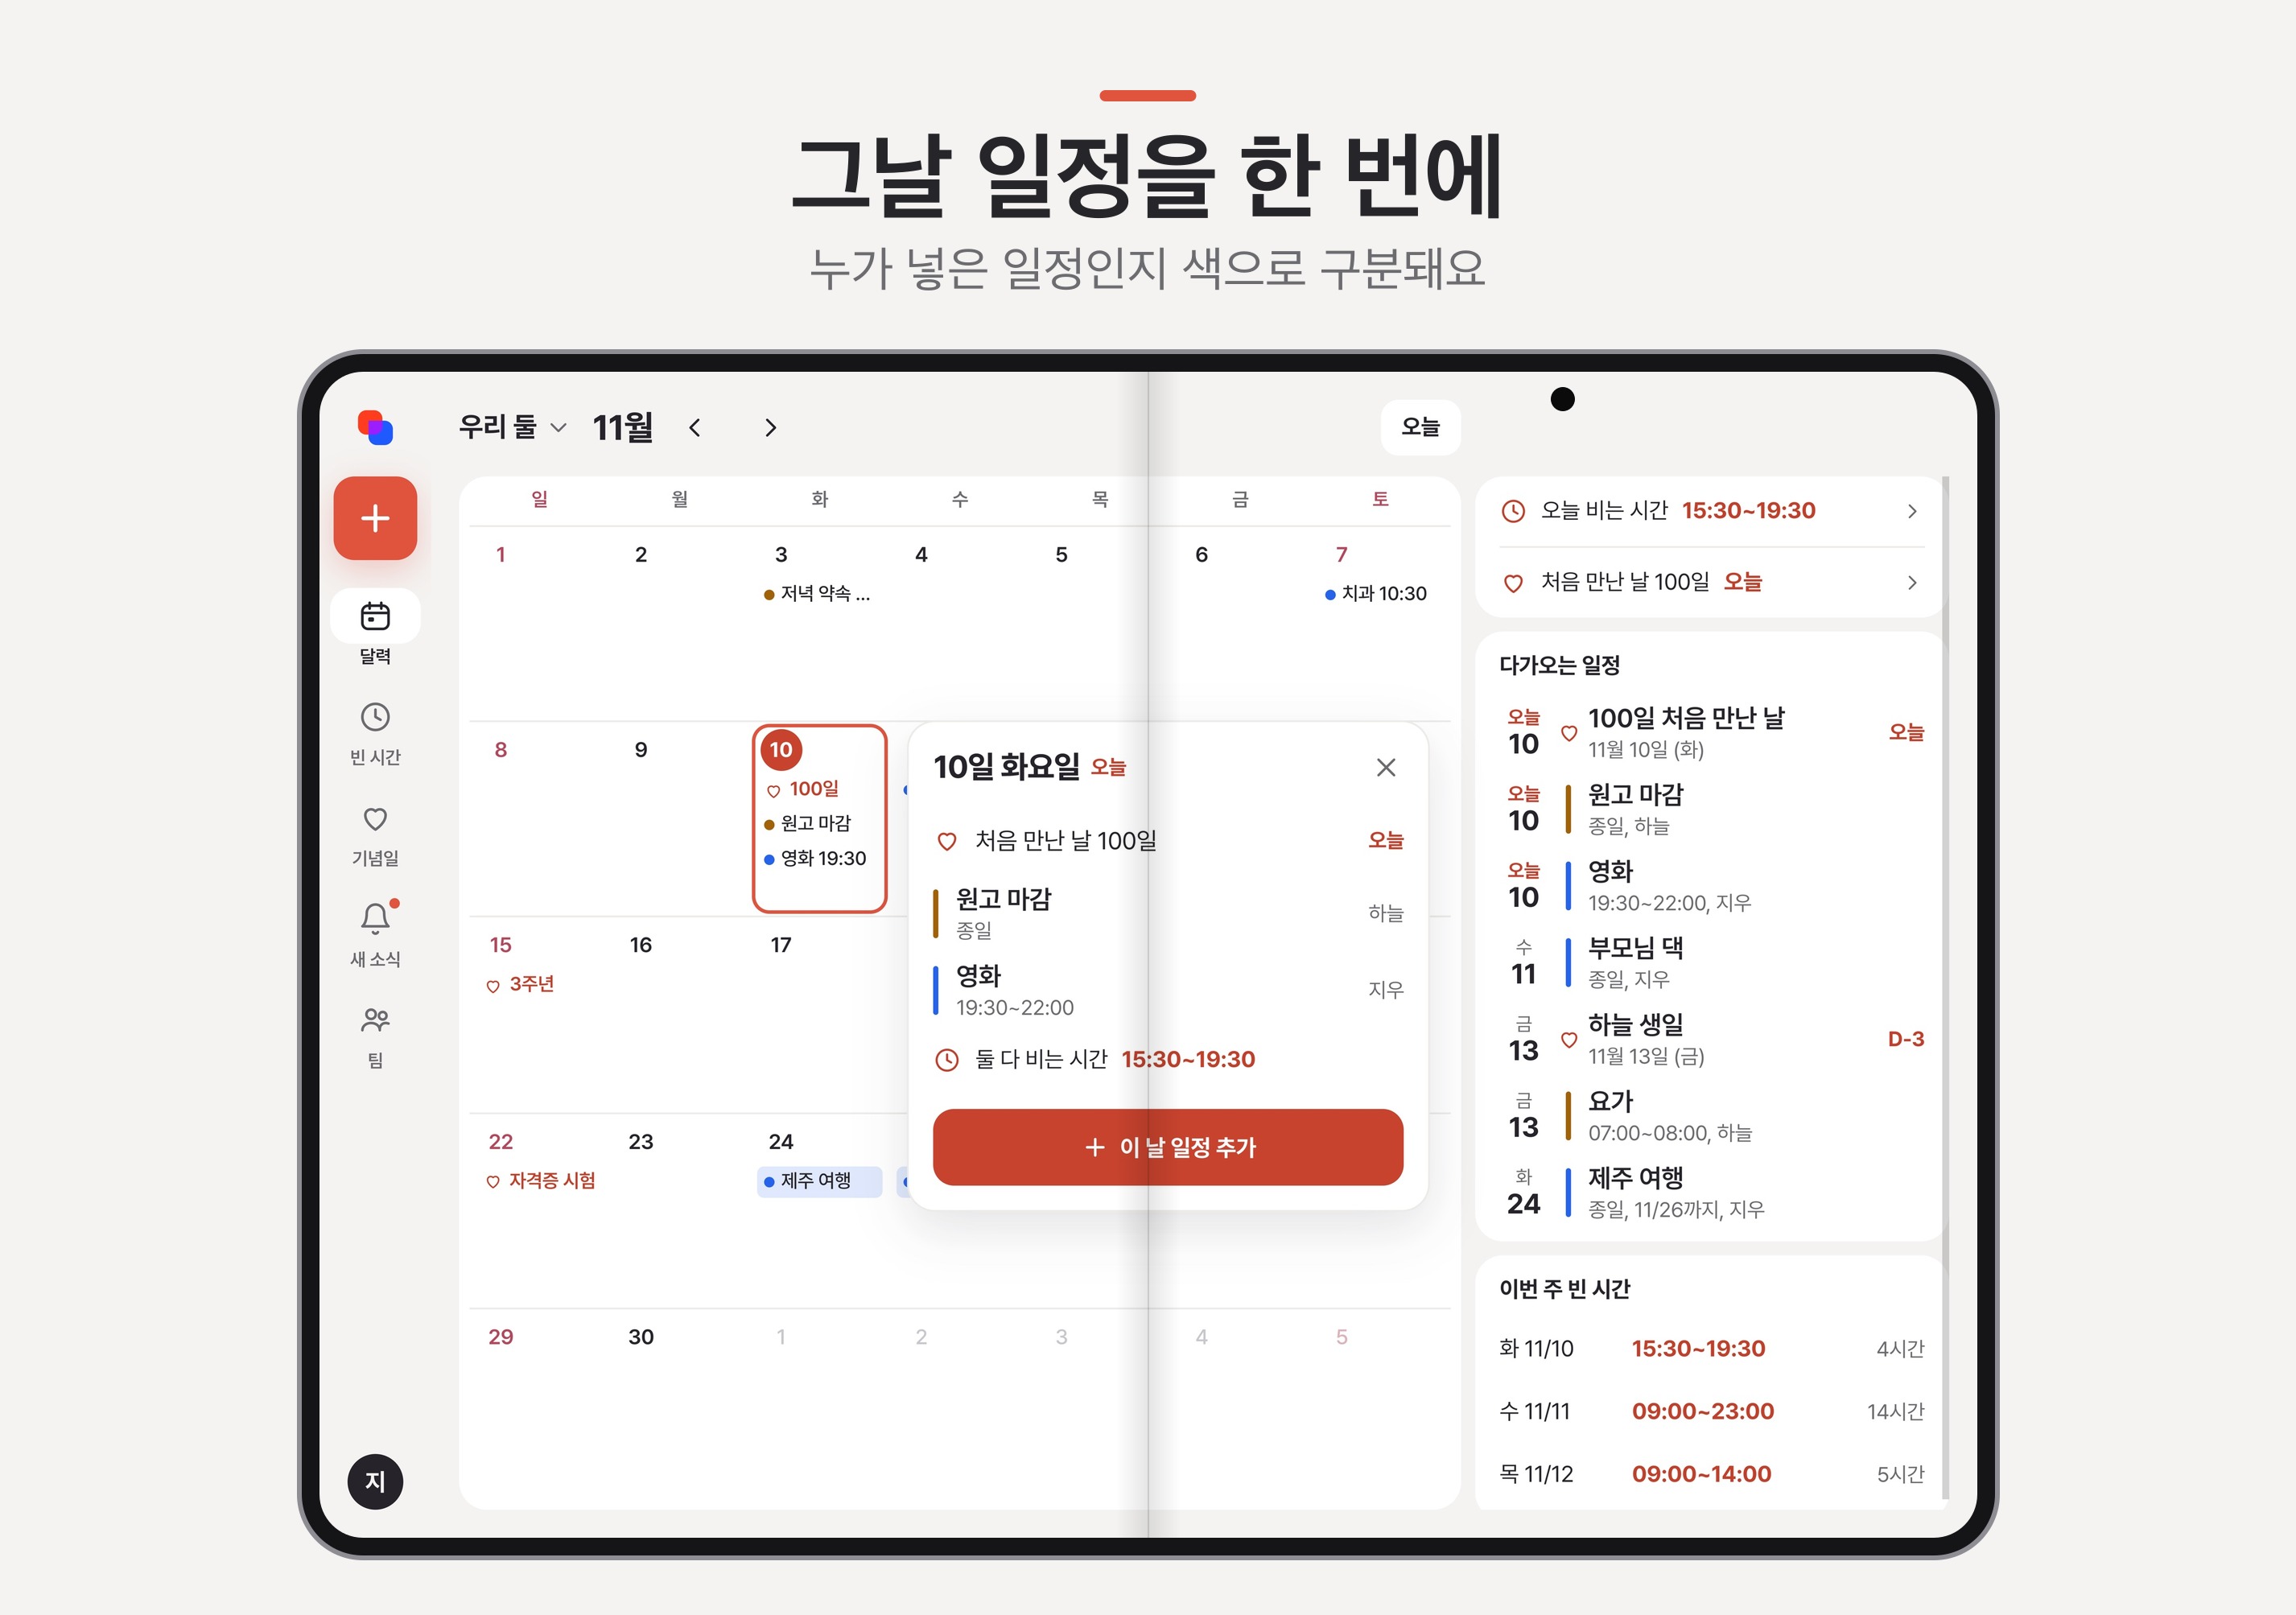 그날 일정을 한 번에
누가 넣은 일정인지 색으로 구분돼요
우리 둘 11월
오늘
달력
빈 시간
기념일
새 소식
팀
지
일 월 화 수 목 금 토
1 2 3 4 5 6 7
저녁 약속 ... 치과 10:30
8 9 10
100일
원고 마감
영화 19:30
15 16 17
3주년
22 23 24
자격증 시험 제주 여행
29 30 1 2 3 4 5
10일 화요일 오늘
처음 만난 날 100일 오늘
원고 마감 하늘
종일
영화 지우
19:30~22:00
둘 다 비는 시간 15:30~19:30
이 날 일정 추가
오늘 비는 시간 15:30~19:30
처음 만난 날 100일 오늘
다가오는 일정
오늘 10 100일 처음 만난 날 오늘
11월 10일 (화)
오늘 10 원고 마감
종일, 하늘
오늘 10 영화
19:30~22:00, 지우
수 11 부모님 댁
종일, 지우
금 13 하늘 생일 D-3
11월 13일 (금)
금 13 요가
07:00~08:00, 하늘
화 24 제주 여행
종일, 11/26까지, 지우
이번 주 빈 시간
화 11/10 15:30~19:30 4시간
수 11/11 09:00~23:00 14시간
목 11/12 09:00~14:00 5시간